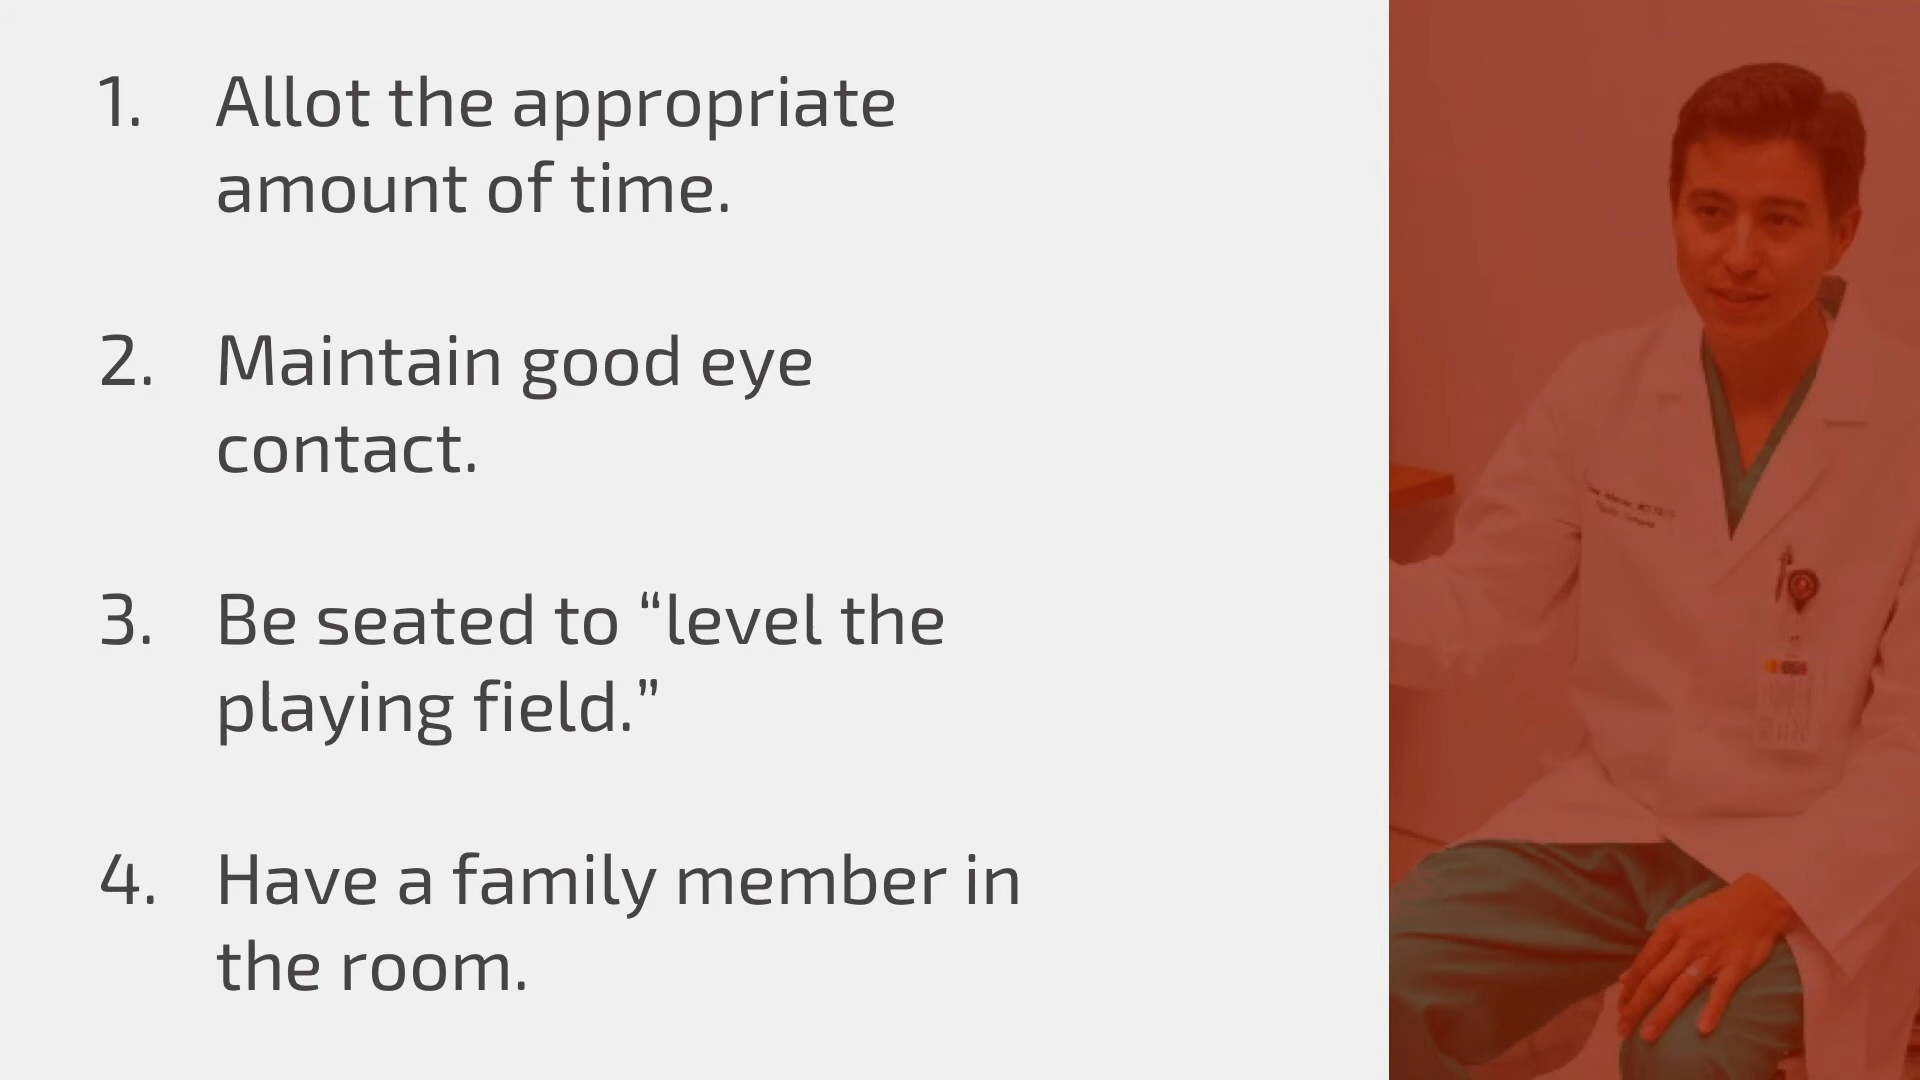 1. Allot the appropriate
amount of time.
2. Maintain good eye
contact.
3. Be seated to “level the
playing field.”
4. Have a family member in
the room.